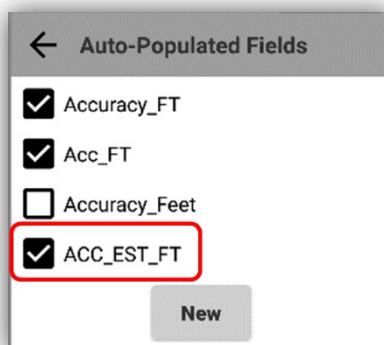 Auto-Populated Fields
Accuracy_FT
Acc_FT
Accuracy_Feet
ACC_EST_FT
New